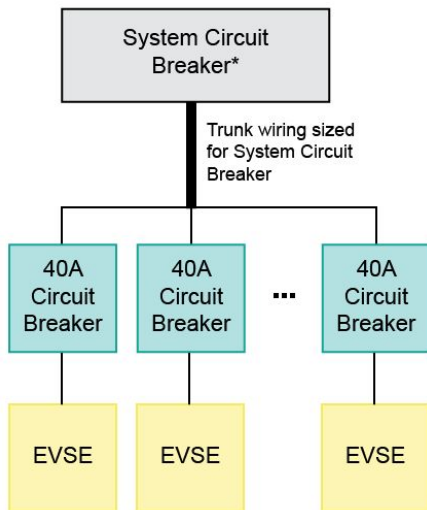 System Circuit
Breaker*
Trunk wiring sized
for System Circuit
Breaker
40A
Circuit
Breaker
40A
Circuit
Breaker
...
40A
Circuit
Breaker
EVSE
EVSE
EVSE